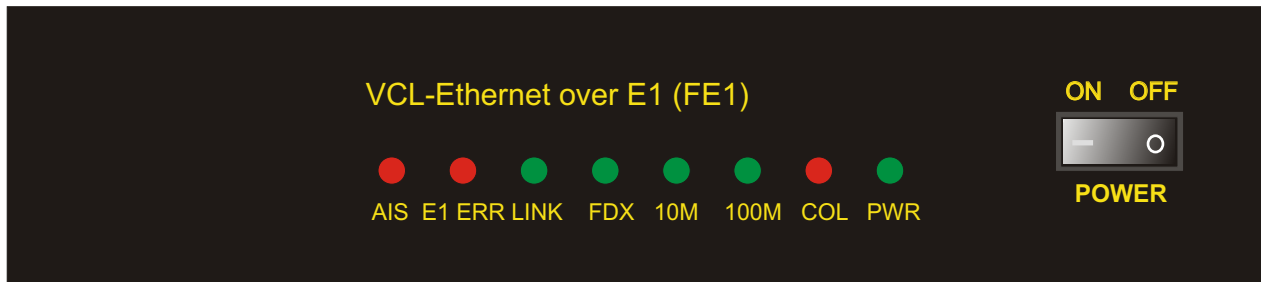 VCL-Ethernet over E1 (FE1)
ON OFF
AIS E1 ERR LINK FDX 10M 100M COL PWR
POWER